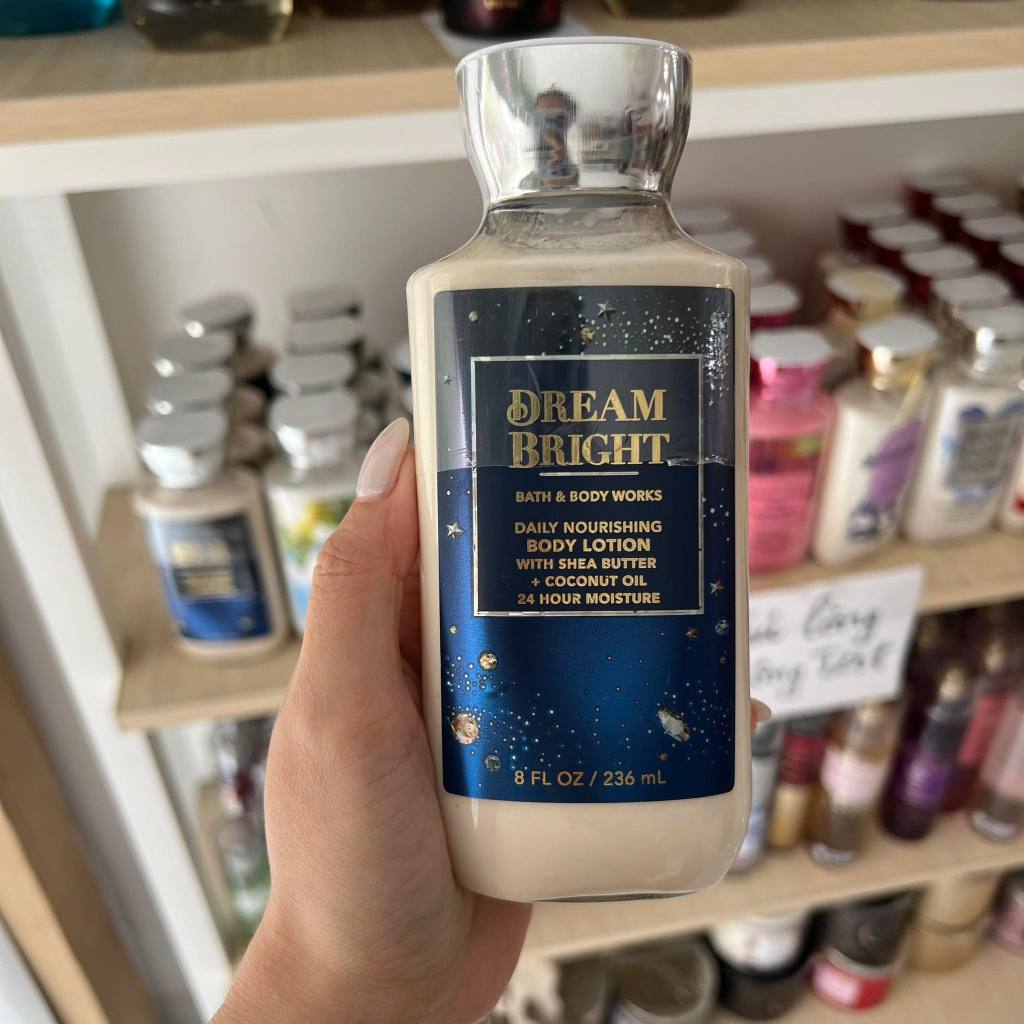 DREAM
BRIGHT
BATH & BODY WORKS
DAILY NOURISHING
BODY LOTION
WITH SHEA BUTTER
+ COCONUT OIL
24 HOUR MOISTURE
8 FL OZ / 236 mL